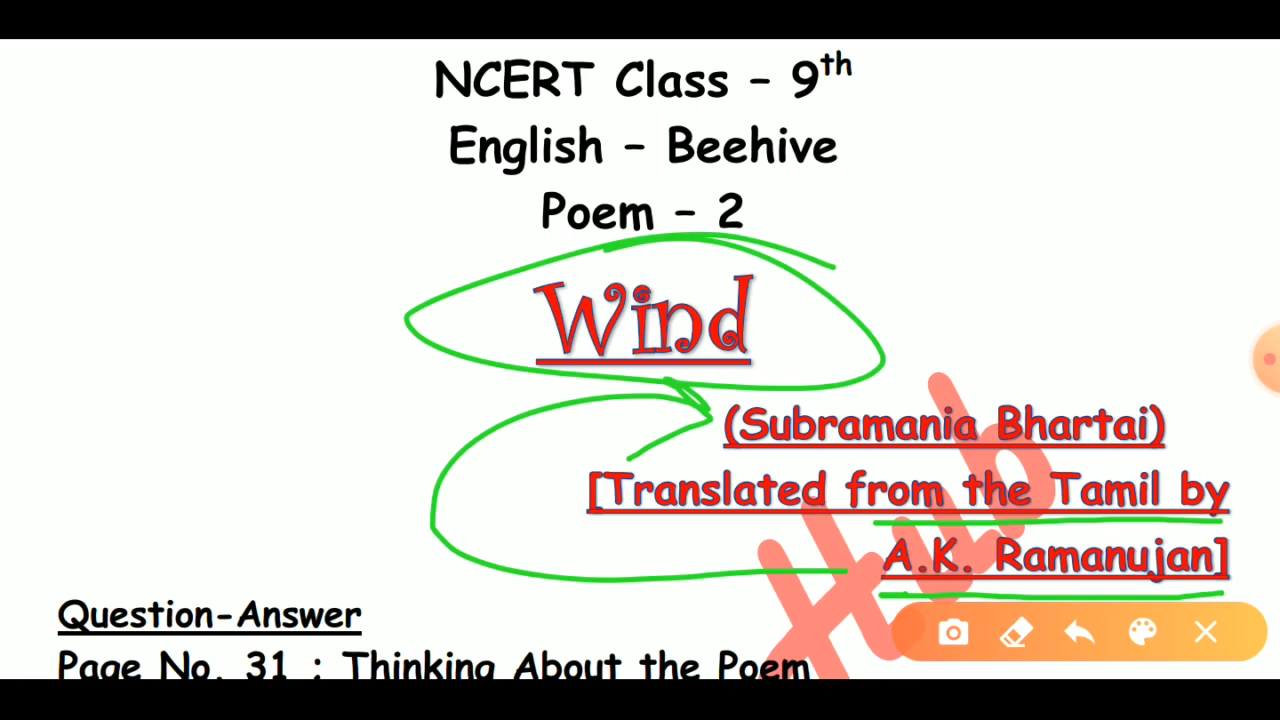 NCERT Class – 9th
English – Beehive
Poem – 2
Wind
(Subramania Bhartai)
[Translated from the Tamil by
A.K. Ramanujan]
Hub
Question-Answer
Page No. 31 : Thinking About the Poem